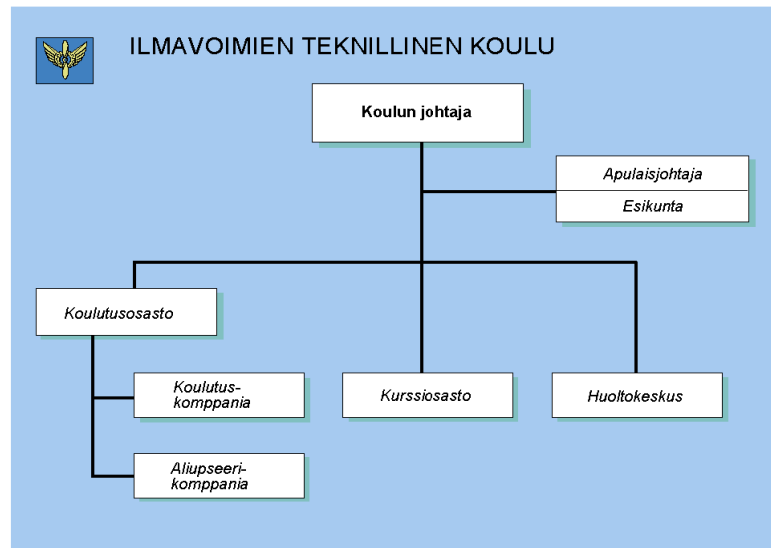 ILMAVOIMIEN TEKNILLINEN KOULU
Koulun johtaja
Apulaisjohtaja
Esikunta
Koulutusosasto
Koulutus-
komppania
Kurssiosasto
Huoltokeskus
Aliupseeri-
komppania